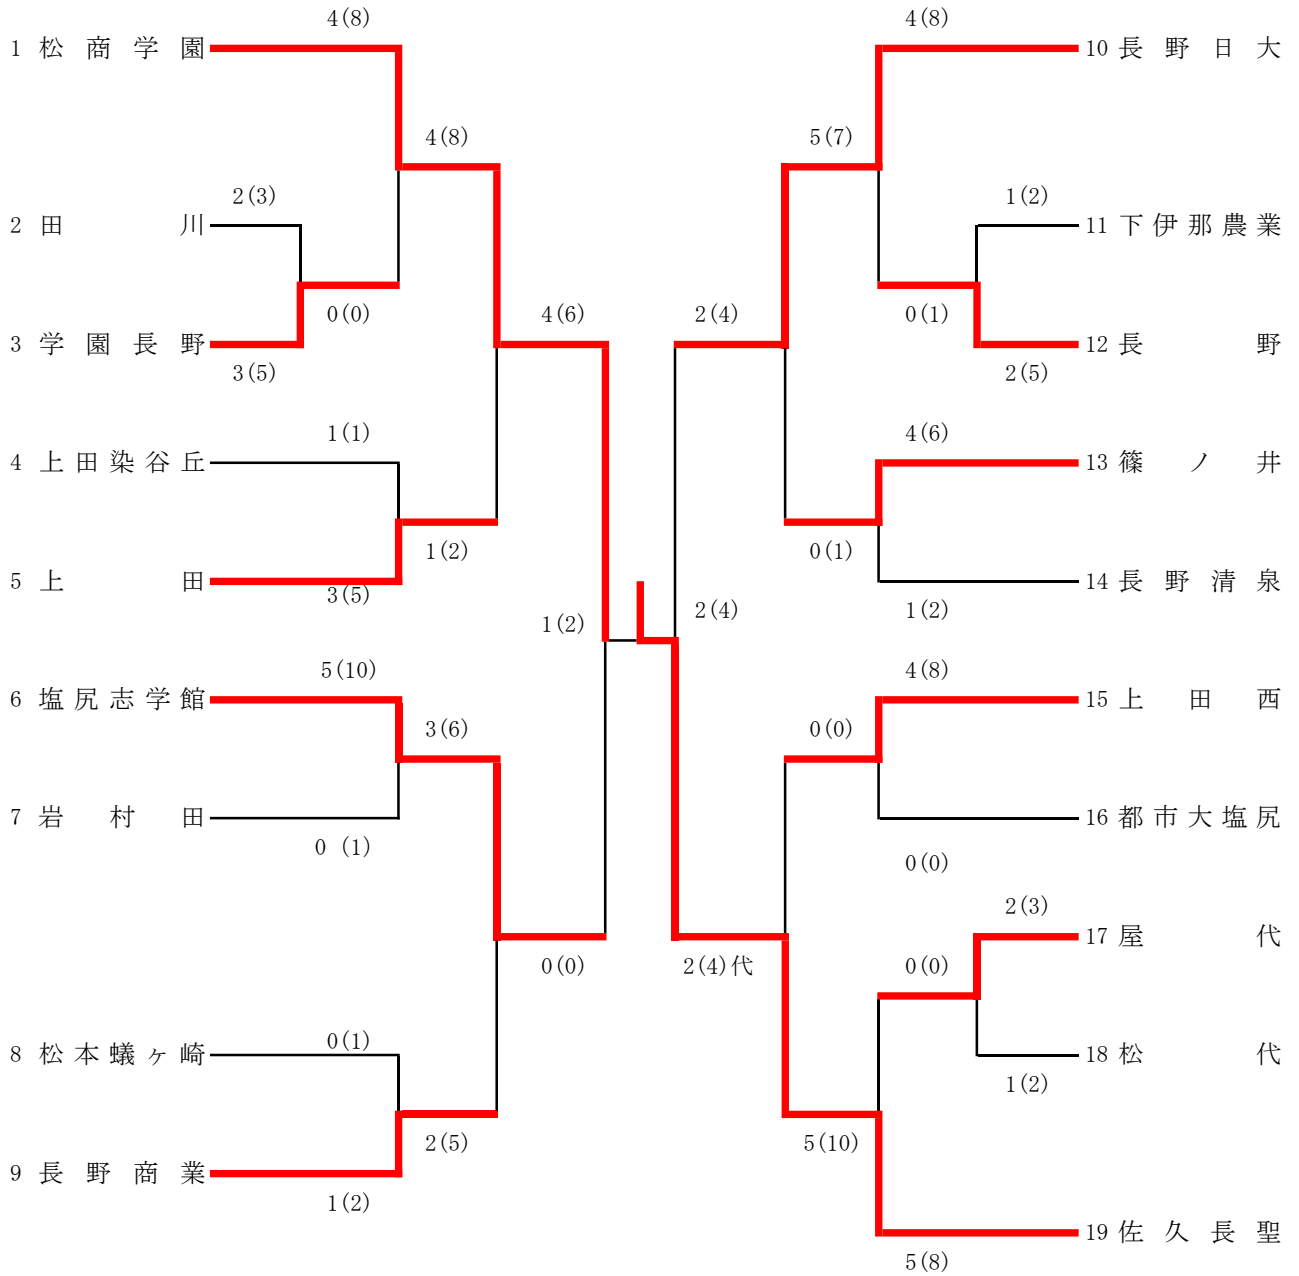 4(8)
1 松商学園
4(8)
2(3)
2 田川
0(0)
4(6)
3 学園長野
3(5)
1(1)
4 上田染谷丘
1(2)
5 上田
3(5)
1(2)
5(10)
6 塩尻志学館
3(6)
7 岩村田
0 (1)
0(0)
0(1)
8 松本蟻ヶ崎
2(5)
9 長野商業
1(2)
4(8)
10 長野日大
5(7)
1(2)
11 下伊那農業
2(4)
0(1)
12 長野
2(5)
4(6)
13 篠ノ井
0(1)
14 長野清泉
2(4)
1(2)
4(8)
15 上田西
0(0)
16 都市大塩尻
0(0)
2(3)
17 屋代
2(4)代
0(0)
18 松代
1(2)
5(10)
19 佐久長聖
5(8)